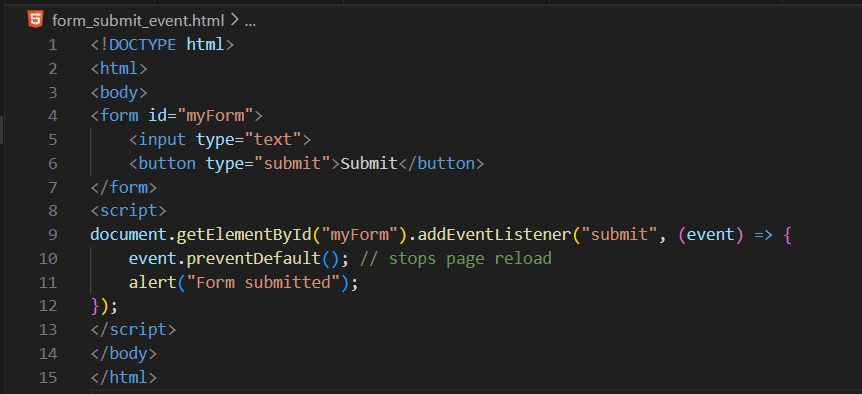 form_submit_event.html > ...
1 <!DOCTYPE html>
2 <html>
3 <body>
4 <form id="myForm">
5     <input type="text">
6     <button type="submit">Submit</button>
7 </form>
8 <script>
9 document.getElementById("myForm").addEventListener("submit", (event) => {
10     event.preventDefault(); // stops page reload
11     alert("Form submitted");
12 });
13 </script>
14 </body>
15 </html>